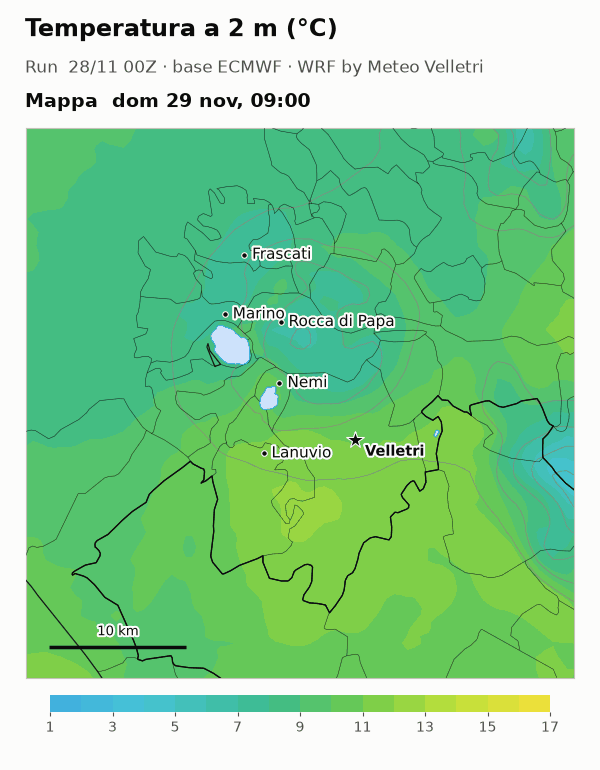 Temperatura a 2 m (°C)
Run  28/11 00Z · base ECMWF · WRF by Meteo Velletri
Mappa  dom 29 nov, 09:00
Frascati
Marino
Rocca di Papa
Nemi
Velletri
Lanuvio
10 km
1 3 5 7 9 11 13 15 17